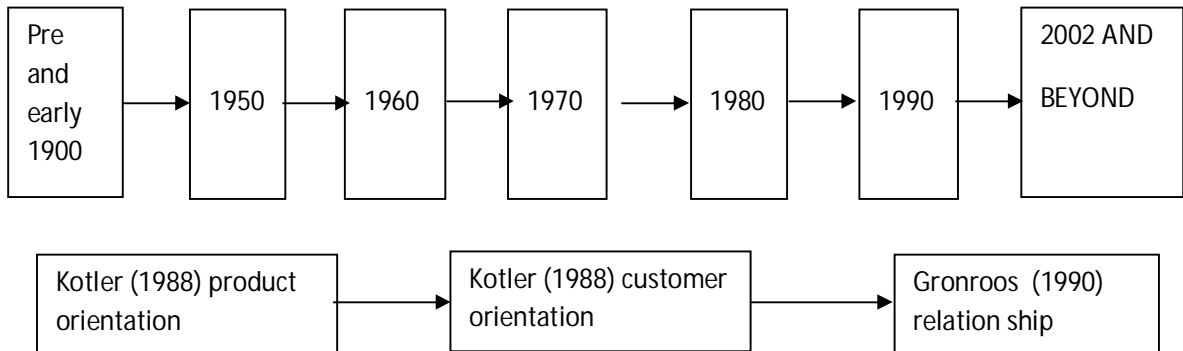 Pre
and
early
1900
1950
1960
1970
1980
1990
2002 AND
BEYOND
Kotler (1988) product
orientation
Kotler (1988) customer
orientation
Gronroos (1990)
relation ship